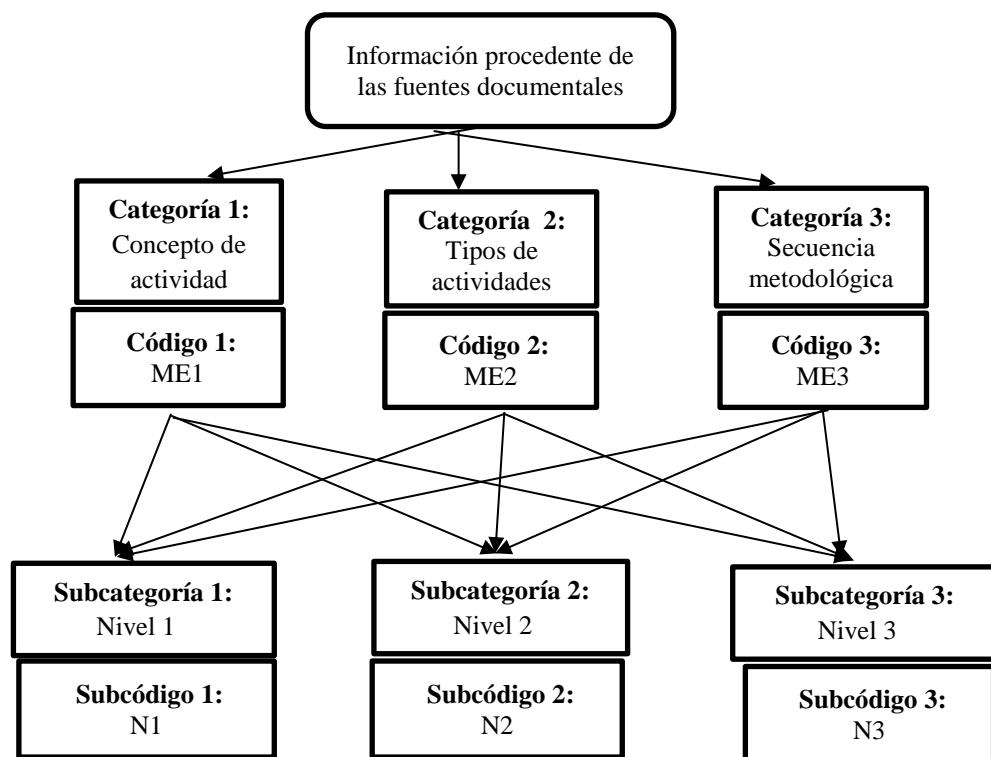 Información procedente de
las fuentes documentales
Categoría 1:
Concepto de
actividad
Categoría 2:
Tipos de
actividades
Categoría 3:
Secuencia
metodológica
Código 1:
ME1
Código 2:
ME2
Código 3:
ME3
Subcategoría 1:
Nivel 1
Subcategoría 2:
Nivel 2
Subcategoría 3:
Nivel 3
Subcódigo 1:
N1
Subcódigo 2:
N2
Subcódigo 3:
N3